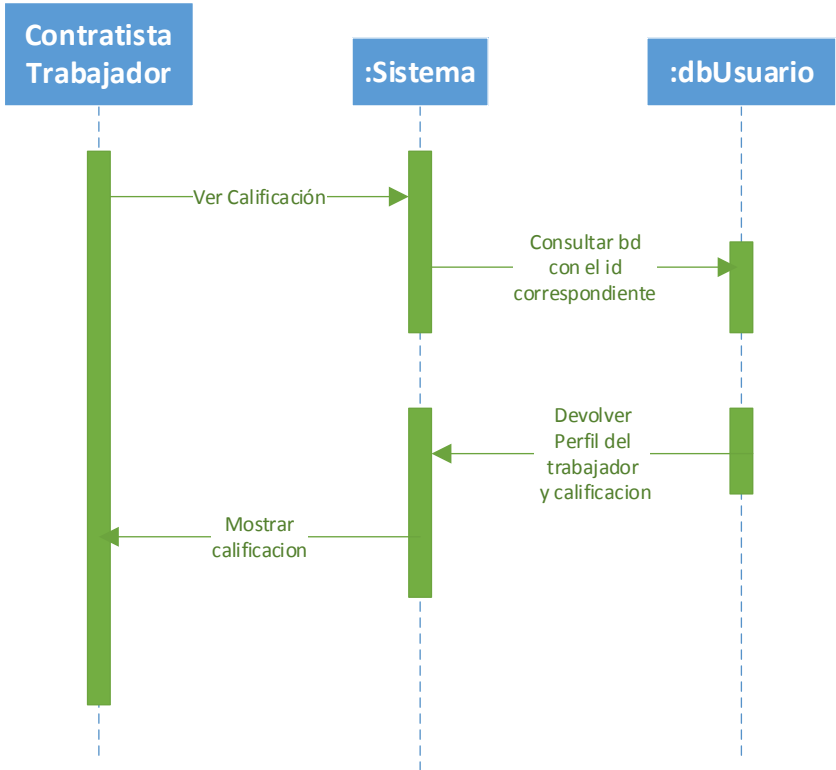 Contratista
Trabajador
:Sistema
:dbUsuario
Ver Calificación
Consultar bd
con el id
correspondiente
Devolver
Perfil del
trabajador
y calificacion
Mostrar
calificacion